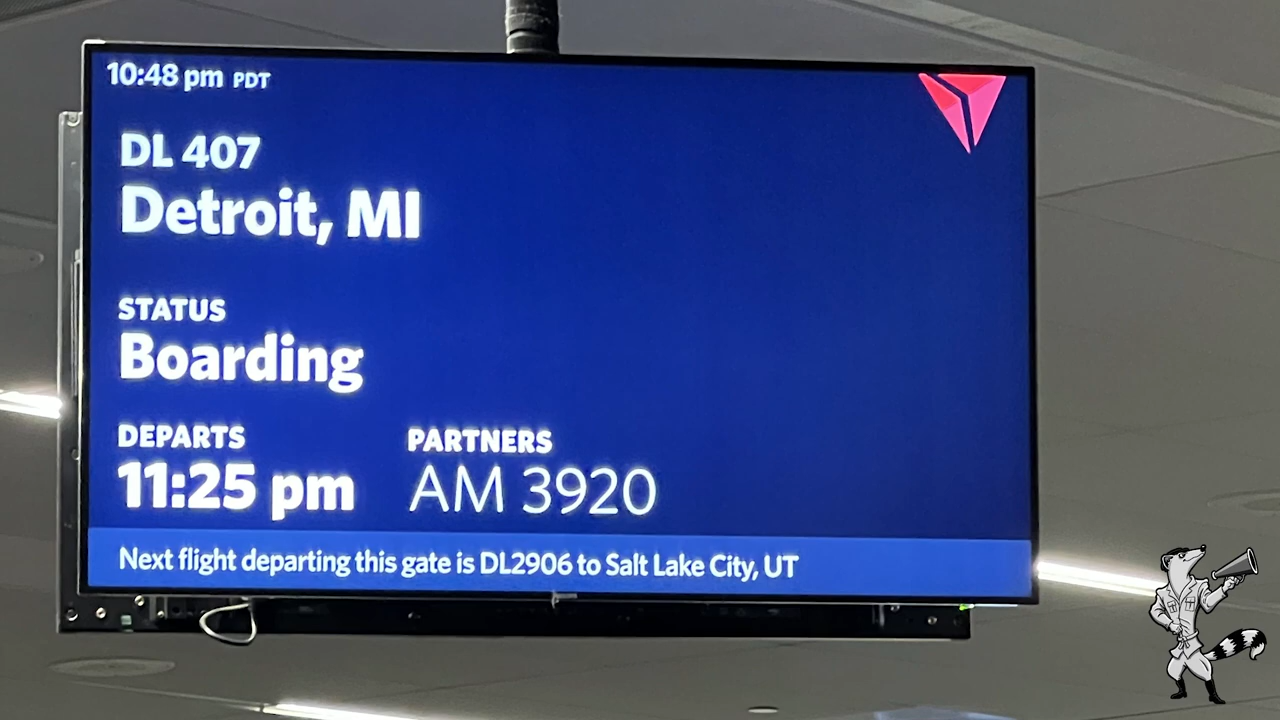 10:48 pm PDT
DL 407
Detroit, MI
STATUS
Boarding
DEPARTS
11:25 pm
PARTNERS
AM 3920
Next flight departing this gate is DL2906 to Salt Lake City, UT